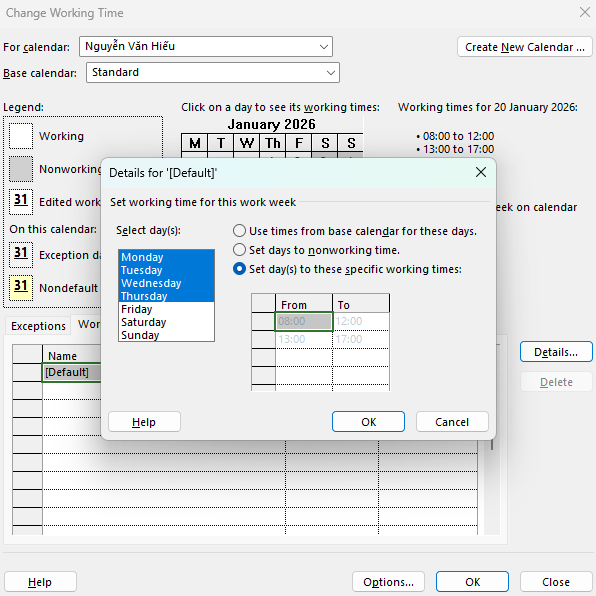 Change Working Time
For calendar: Nguyễn Văn Hiếu
Create New Calendar ...
Base calendar: Standard
Legend:
Click on a day to see its working times:
Working times for 20 January 2026:
Working
January 2026
M T W Th F S S
• 08:00 to 12:00
• 13:00 to 17:00
Nonworking
Details for '[Default]'
31 Edited work
Set working time for this work week
eek on calendar
On this calendar:
Select day(s):
Use times from base calendar for these days.
Set days to nonworking time.
Set day(s) to these specific working times:
31 Exception da
31 Nondefault
Monday
Tuesday
Wednesday
Thursday
Friday
Saturday
Sunday
From To
08:00 12:00
13:00 17:00
Exceptions Wor
Name
[Default]
Details...
Delete
Help OK Cancel
Help Options... OK Close